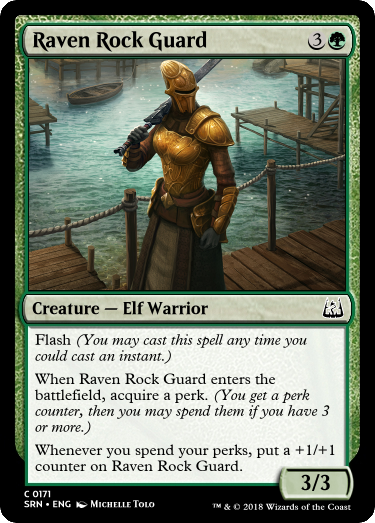 Raven Rock Guard 3
Creature — Elf Warrior
Flash (You may cast this spell any time you
could cast an instant.)
When Raven Rock Guard enters the
battlefield, acquire a perk. (You get a perk
counter, then you may spend them if you have 3
or more.)
Whenever you spend your perks, put a +1/+1
counter on Raven Rock Guard.
3/3
C 0171
SRN • ENG Michelle Tolo
™ & © 2018 Wizards of the Coast